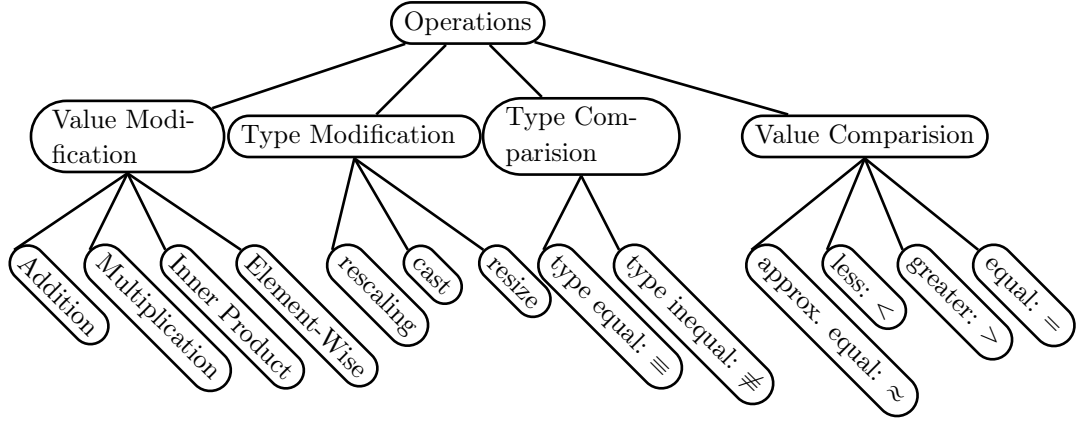 Operations
Value Modi-
fication
Type Modification
Type Com-
parision
Value Comparision
Addition
Multiplication
Inner Product
Element-Wise
rescaling
cast
resize
type equal: ≡
type inequal: ≢
approx. equal: ≈
less: <
greater: >
equal: =